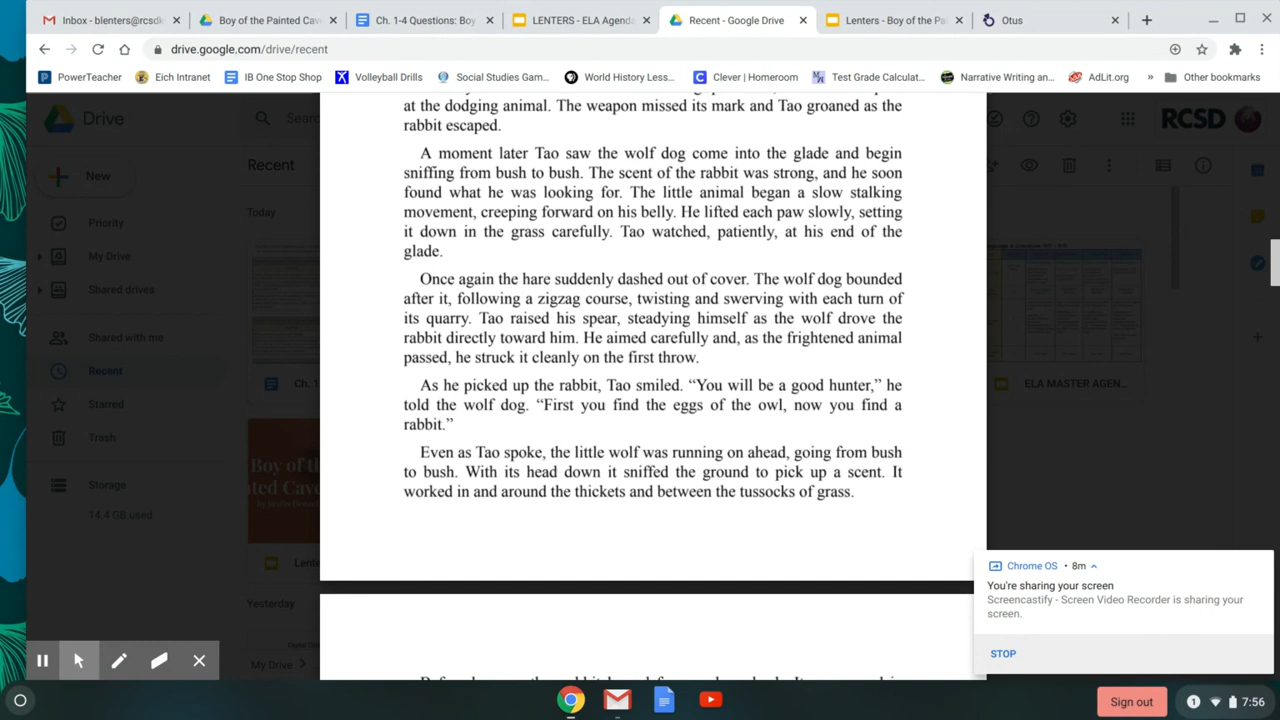 Inbox - blenters@rcsdk
Boy of the Painted Cav
Ch. 1-4 Questions: Boy
LENTERS - ELA Agenda
Recent - Google Drive
Lenters - Boy of the Pa
Otus
drive.google.com/drive/recent
PowerTeacher
Eich Intranet
IB One Stop Shop
Volleyball Drills
Social Studies Gam...
World History Less...
Clever | Homeroom
Test Grade Calculat...
Narrative Writing an...
AdLit.org
»
Other bookmarks
Drive
Searc
RCSD
New
Recent
Today
Priority
My Drive
Shared drives
Shared with me
Recent
Starred
Trash
Storage
14.4 GB used
Ch. 1
ELA MASTER AGEN...
Boy of
ted Cav
Lente
Yesterday
My Drive
at the dodging animal. The weapon missed its mark and Tao groaned as the
rabbit escaped.
A moment later Tao saw the wolf dog come into the glade and begin
sniffing from bush to bush. The scent of the rabbit was strong, and he soon
found what he was looking for. The little animal began a slow stalking
movement, creeping forward on his belly. He lifted each paw slowly, setting
it down in the grass carefully. Tao watched, patiently, at his end of the
glade.
Once again the hare suddenly dashed out of cover. The wolf dog bounded
after it, following a zigzag course, twisting and swerving with each turn of
its quarry. Tao raised his spear, steadying himself as the wolf drove the
rabbit directly toward him. He aimed carefully and, as the frightened animal
passed, he struck it cleanly on the first throw.
As he picked up the rabbit, Tao smiled. “You will be a good hunter,” he
told the wolf dog. “First you find the eggs of the owl, now you find a
rabbit.”
Even as Tao spoke, the little wolf was running on ahead, going from bush
to bush. With its head down it sniffed the ground to pick up a scent. It
worked in and around the thickets and between the tussocks of grass.
Chrome OS • 8m
You're sharing your screen
Screencastify - Screen Video Recorder is sharing your
screen.
STOP
Sign out
1
7:56